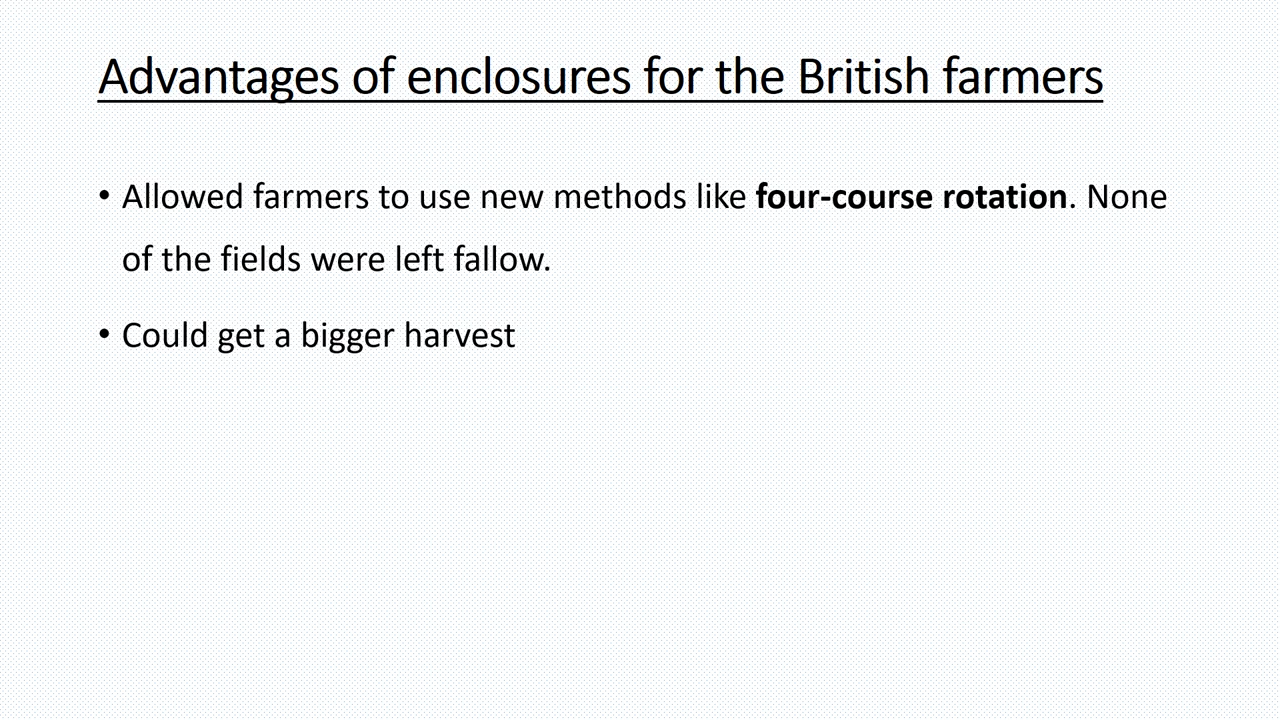 Advantages of enclosures for the British farmers
• Allowed farmers to use new methods like four-course rotation. None
of the fields were left fallow.
• Could get a bigger harvest